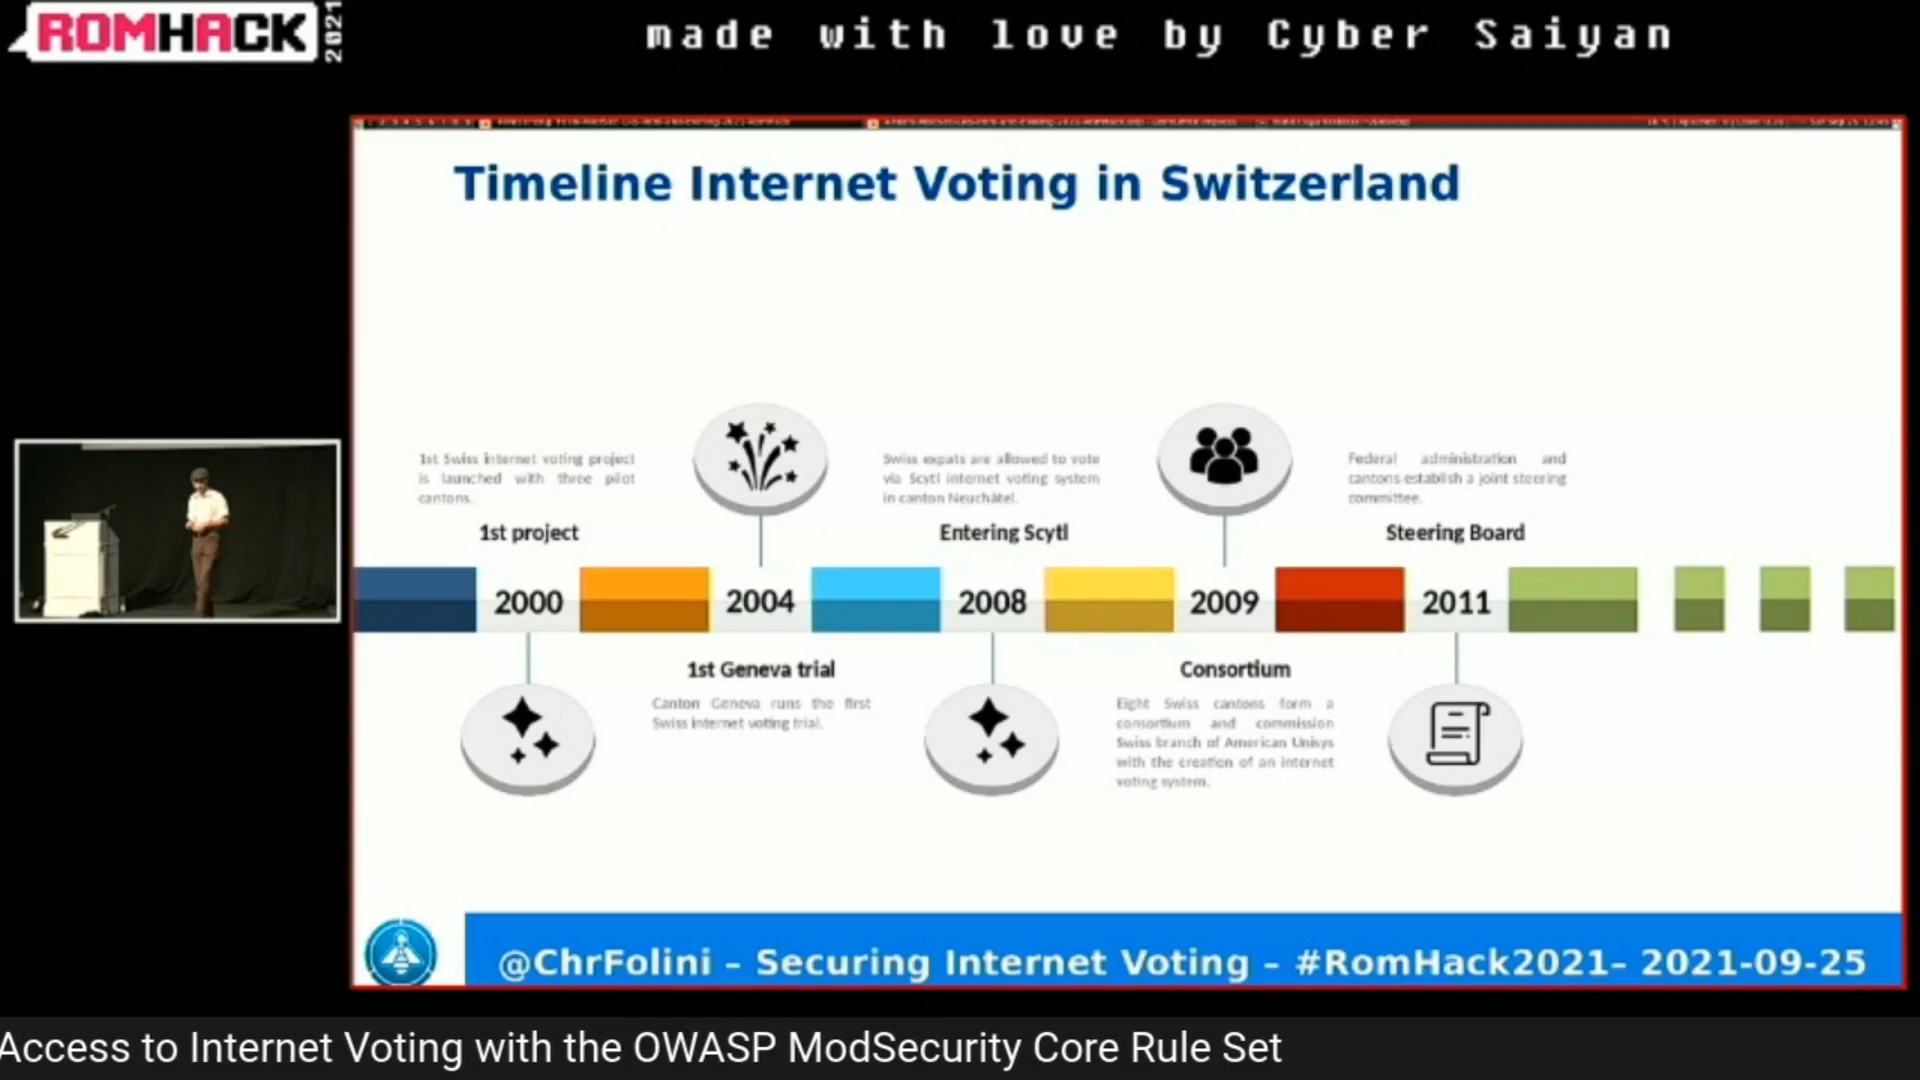 ROMHACK 2021
made with love by Cyber Saiyan
Timeline Internet Voting in Switzerland
1st Swiss internet voting project
is launched with three pilot
cantons.
1st project
2000
2004
1st Geneva trial
Canton Geneva runs the first
Swiss internet voting trial.
Swiss expats are allowed to vote
via Scytl internet voting system
in canton Neuchâtel.
Entering Scytl
2008
2009
Consortium
Eight Swiss cantons form a
consortium and commission
Swiss branch of American Unisys
with the creation of an internet
voting system.
Federal administration and
cantons establish a joint steering
committee.
Steering Board
2011
@ChrFolini – Securing Internet Voting – #RomHack2021– 2021-09-25
Access to Internet Voting with the OWASP ModSecurity Core Rule Set